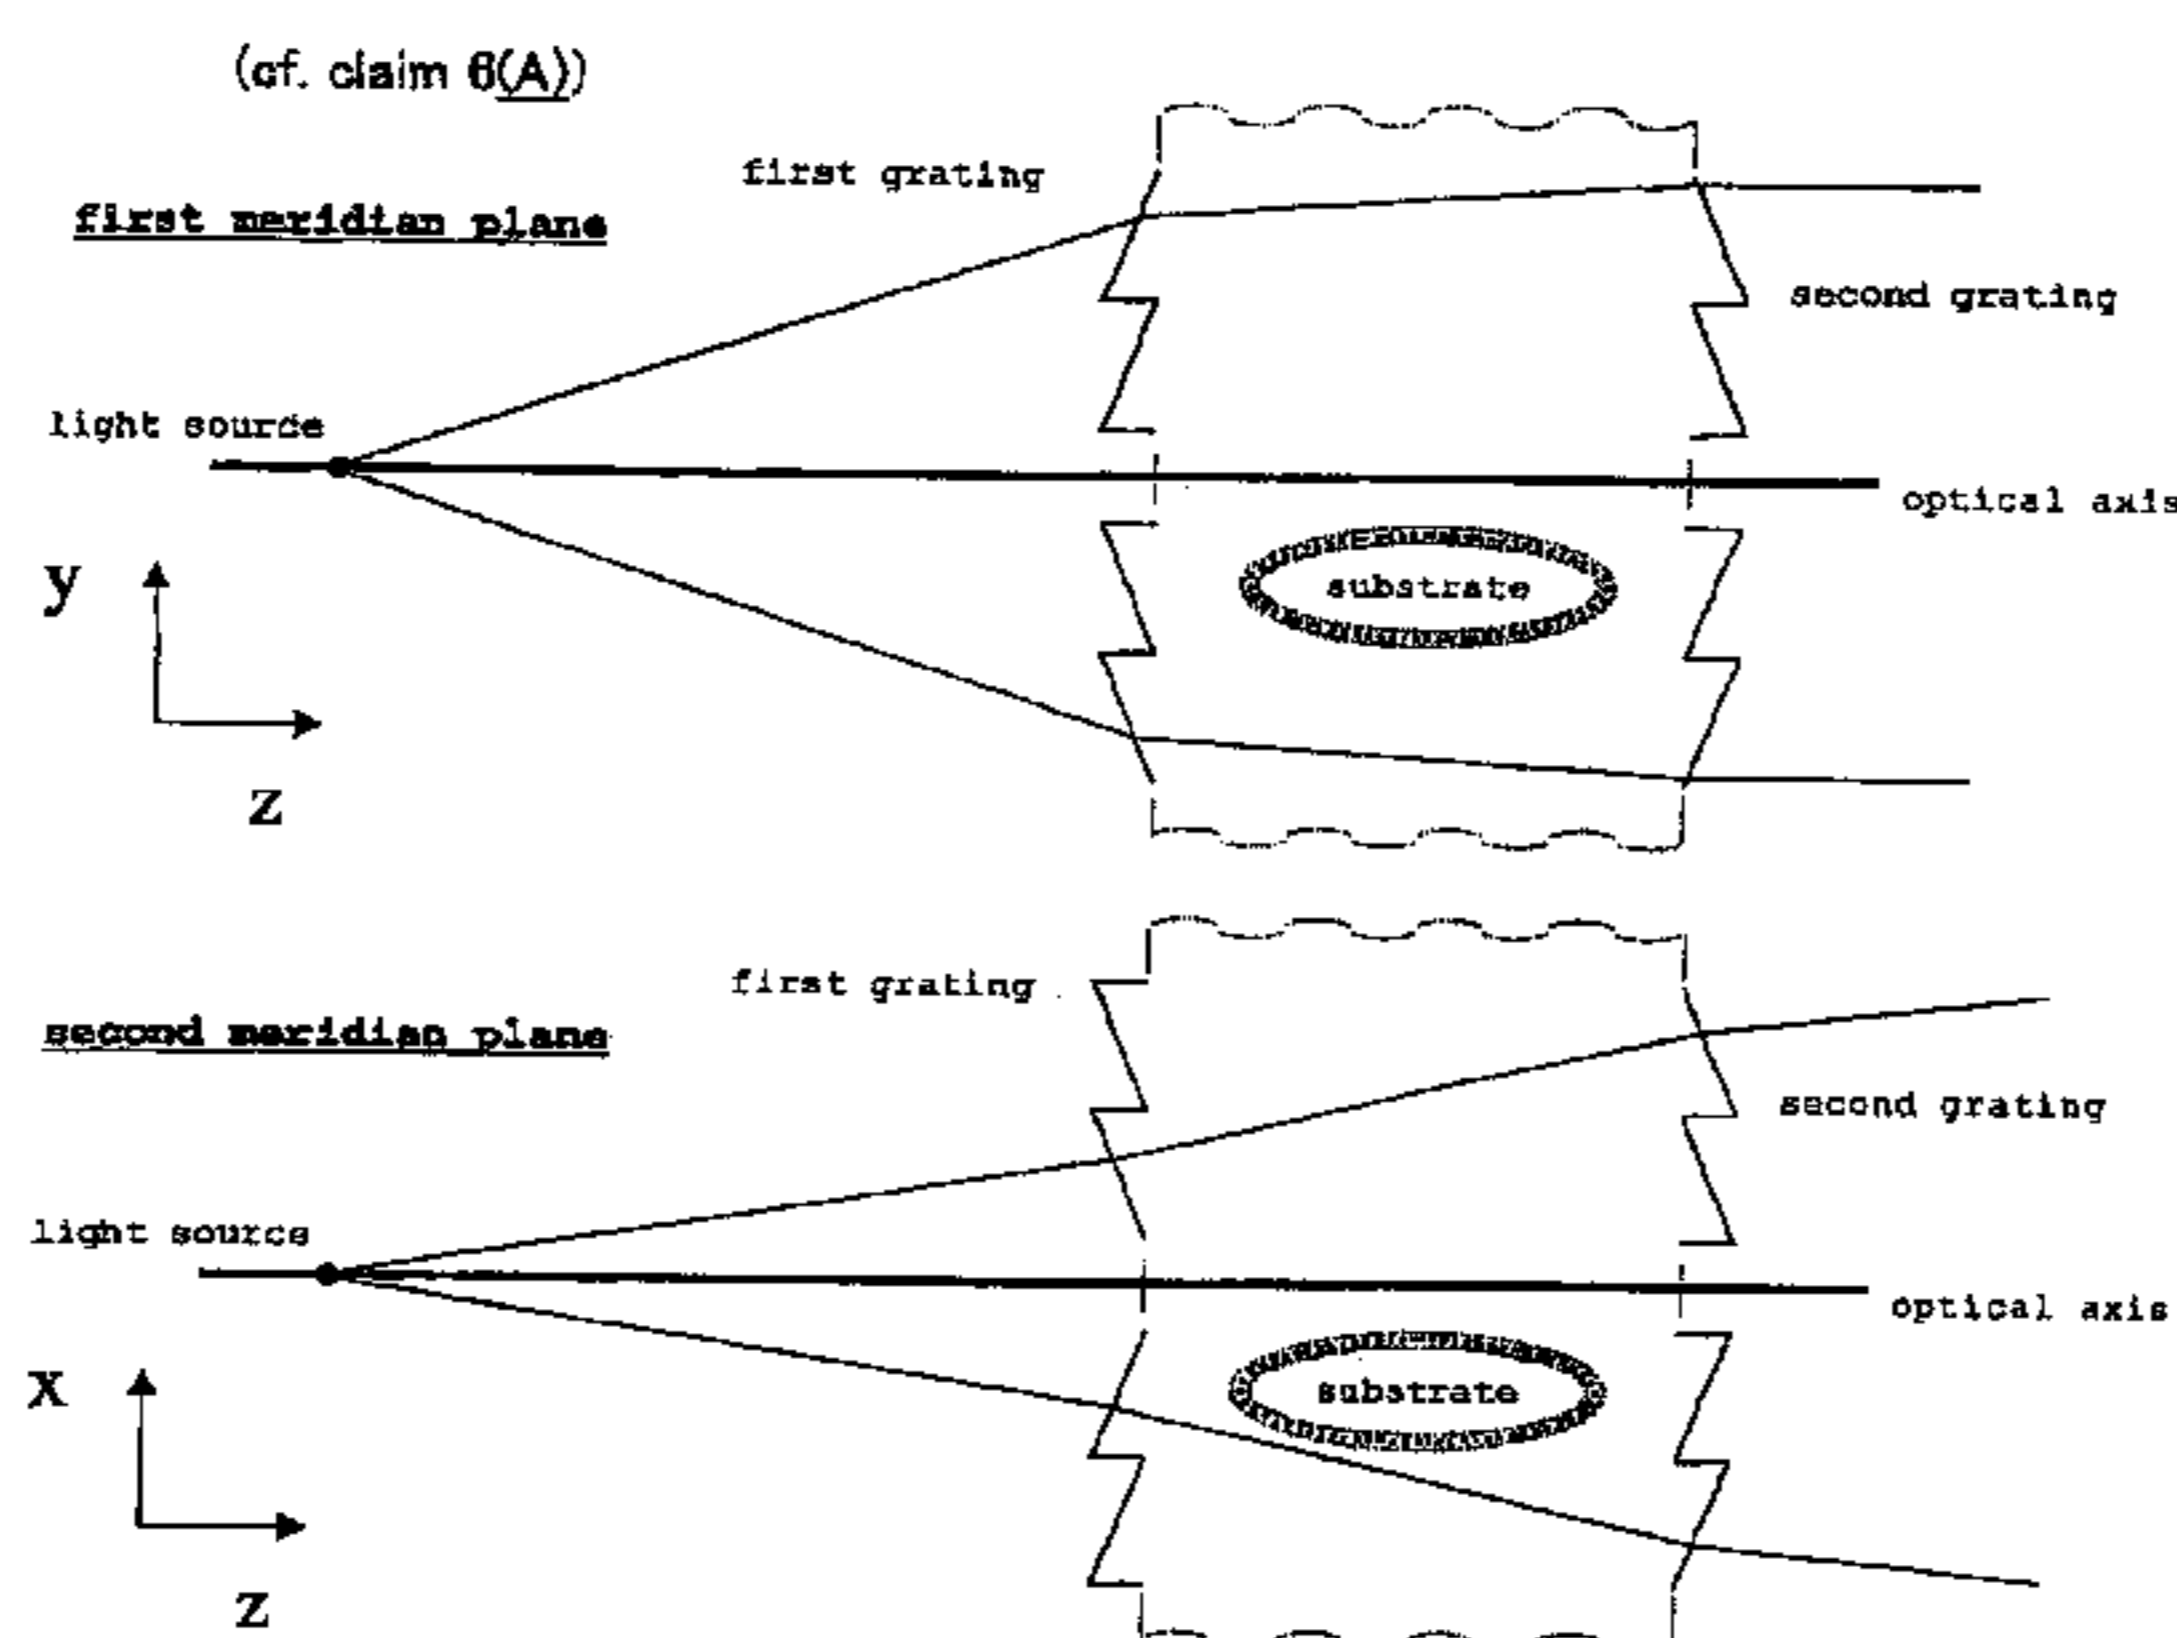 (cf. claim 6(A))
first grating
first meridian plane
second grating
light source
optical axis
substrate
y
z
first grating
second meridian plane
second grating
light source
optical axis
substrate
x
z